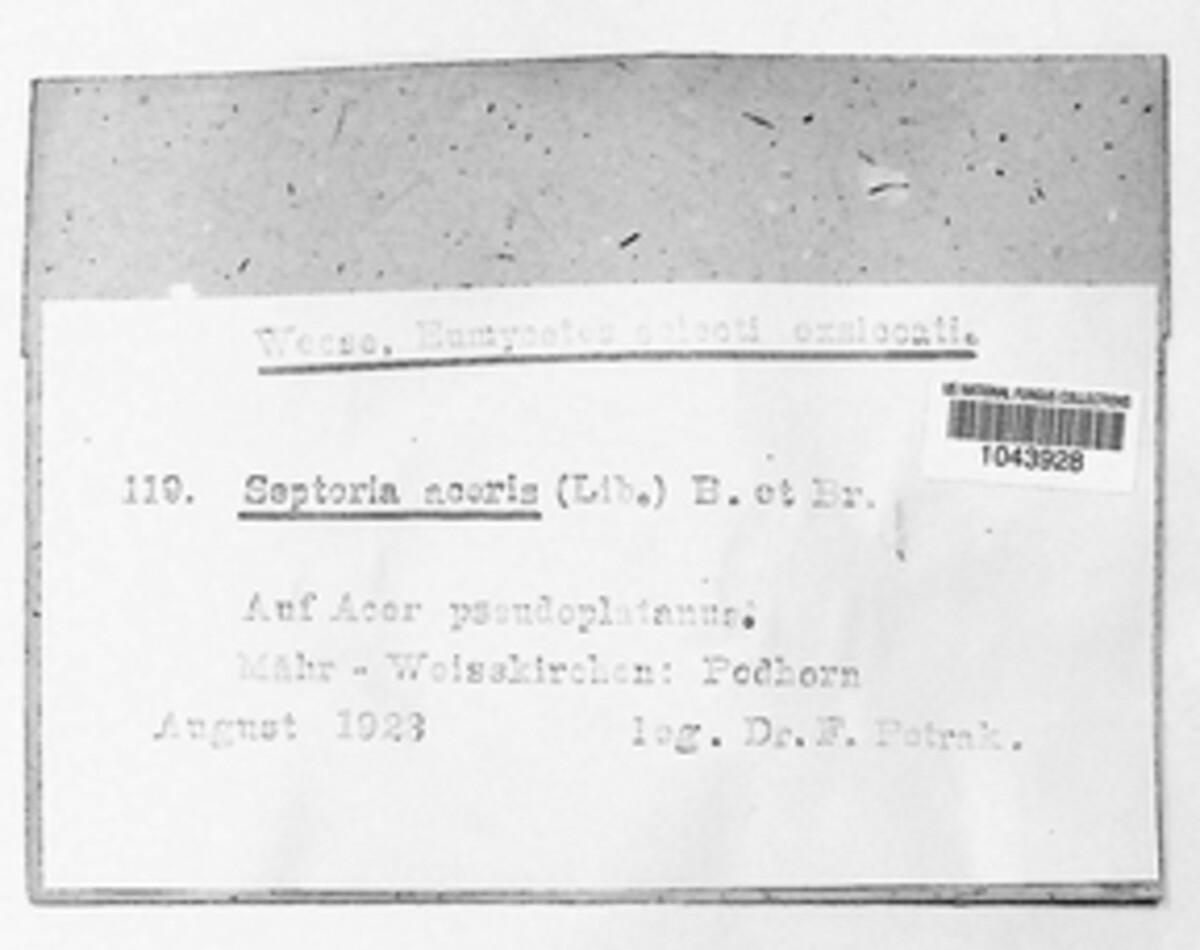 Weese, Eumycetes selecti exsiccati.
US NATIONAL FUNGUS COLLECTIONS
1043928
119. Septoria aceris (Lib.) B. et Br.
Auf Acer pseudoplatanus:
Mähr - Weisskirchen: Podhorn
August 1923
leg. Dr. F. Petrak.